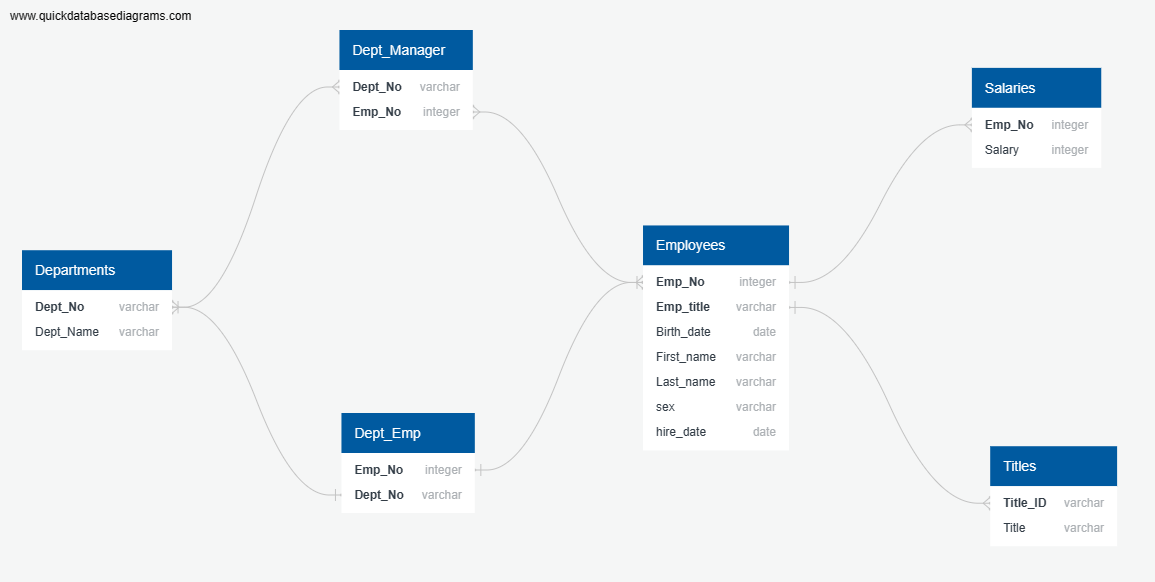 www.quickdatabasediagrams.com
Dept_Manager
Dept_No varchar
Emp_No integer
Salaries
Emp_No integer
Salary integer
Departments
Dept_No varchar
Dept_Name varchar
Employees
Emp_No integer
Emp_title varchar
Birth_date date
First_name varchar
Last_name varchar
sex varchar
hire_date date
Dept_Emp
Emp_No integer
Dept_No varchar
Titles
Title_ID varchar
Title varchar